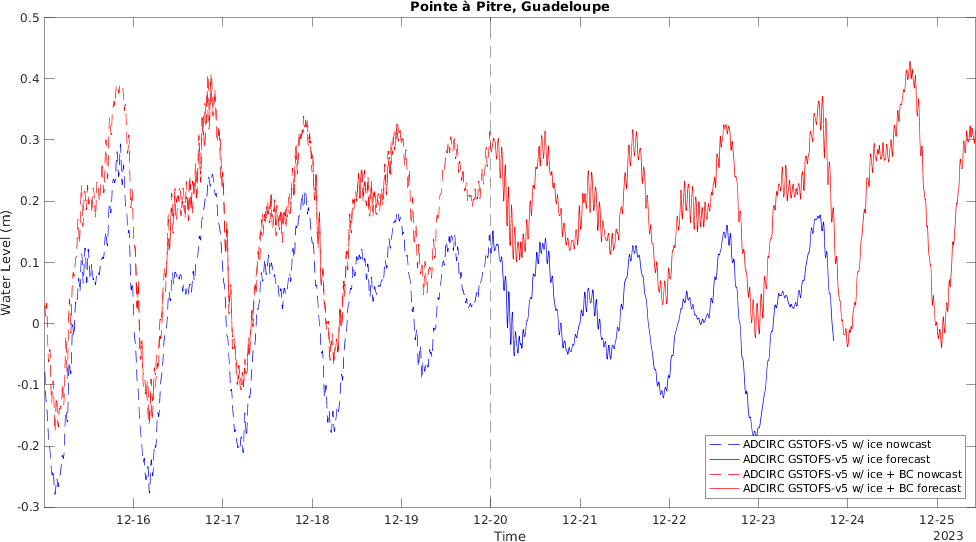 Pointe à Pitre, Guadeloupe
0.5
0.4
0.3
0.2
0.1
0
-0.1
-0.2
-0.3
Water Level (m)
12-16
12-17
12-18
12-19
12-20
12-21
12-22
12-23
12-24
12-25
2023
Time
ADCIRC GSTOFS-v5 w/ ice nowcast
ADCIRC GSTOFS-v5 w/ ice forecast
ADCIRC GSTOFS-v5 w/ ice + BC nowcast
ADCIRC GSTOFS-v5 w/ ice + BC forecast